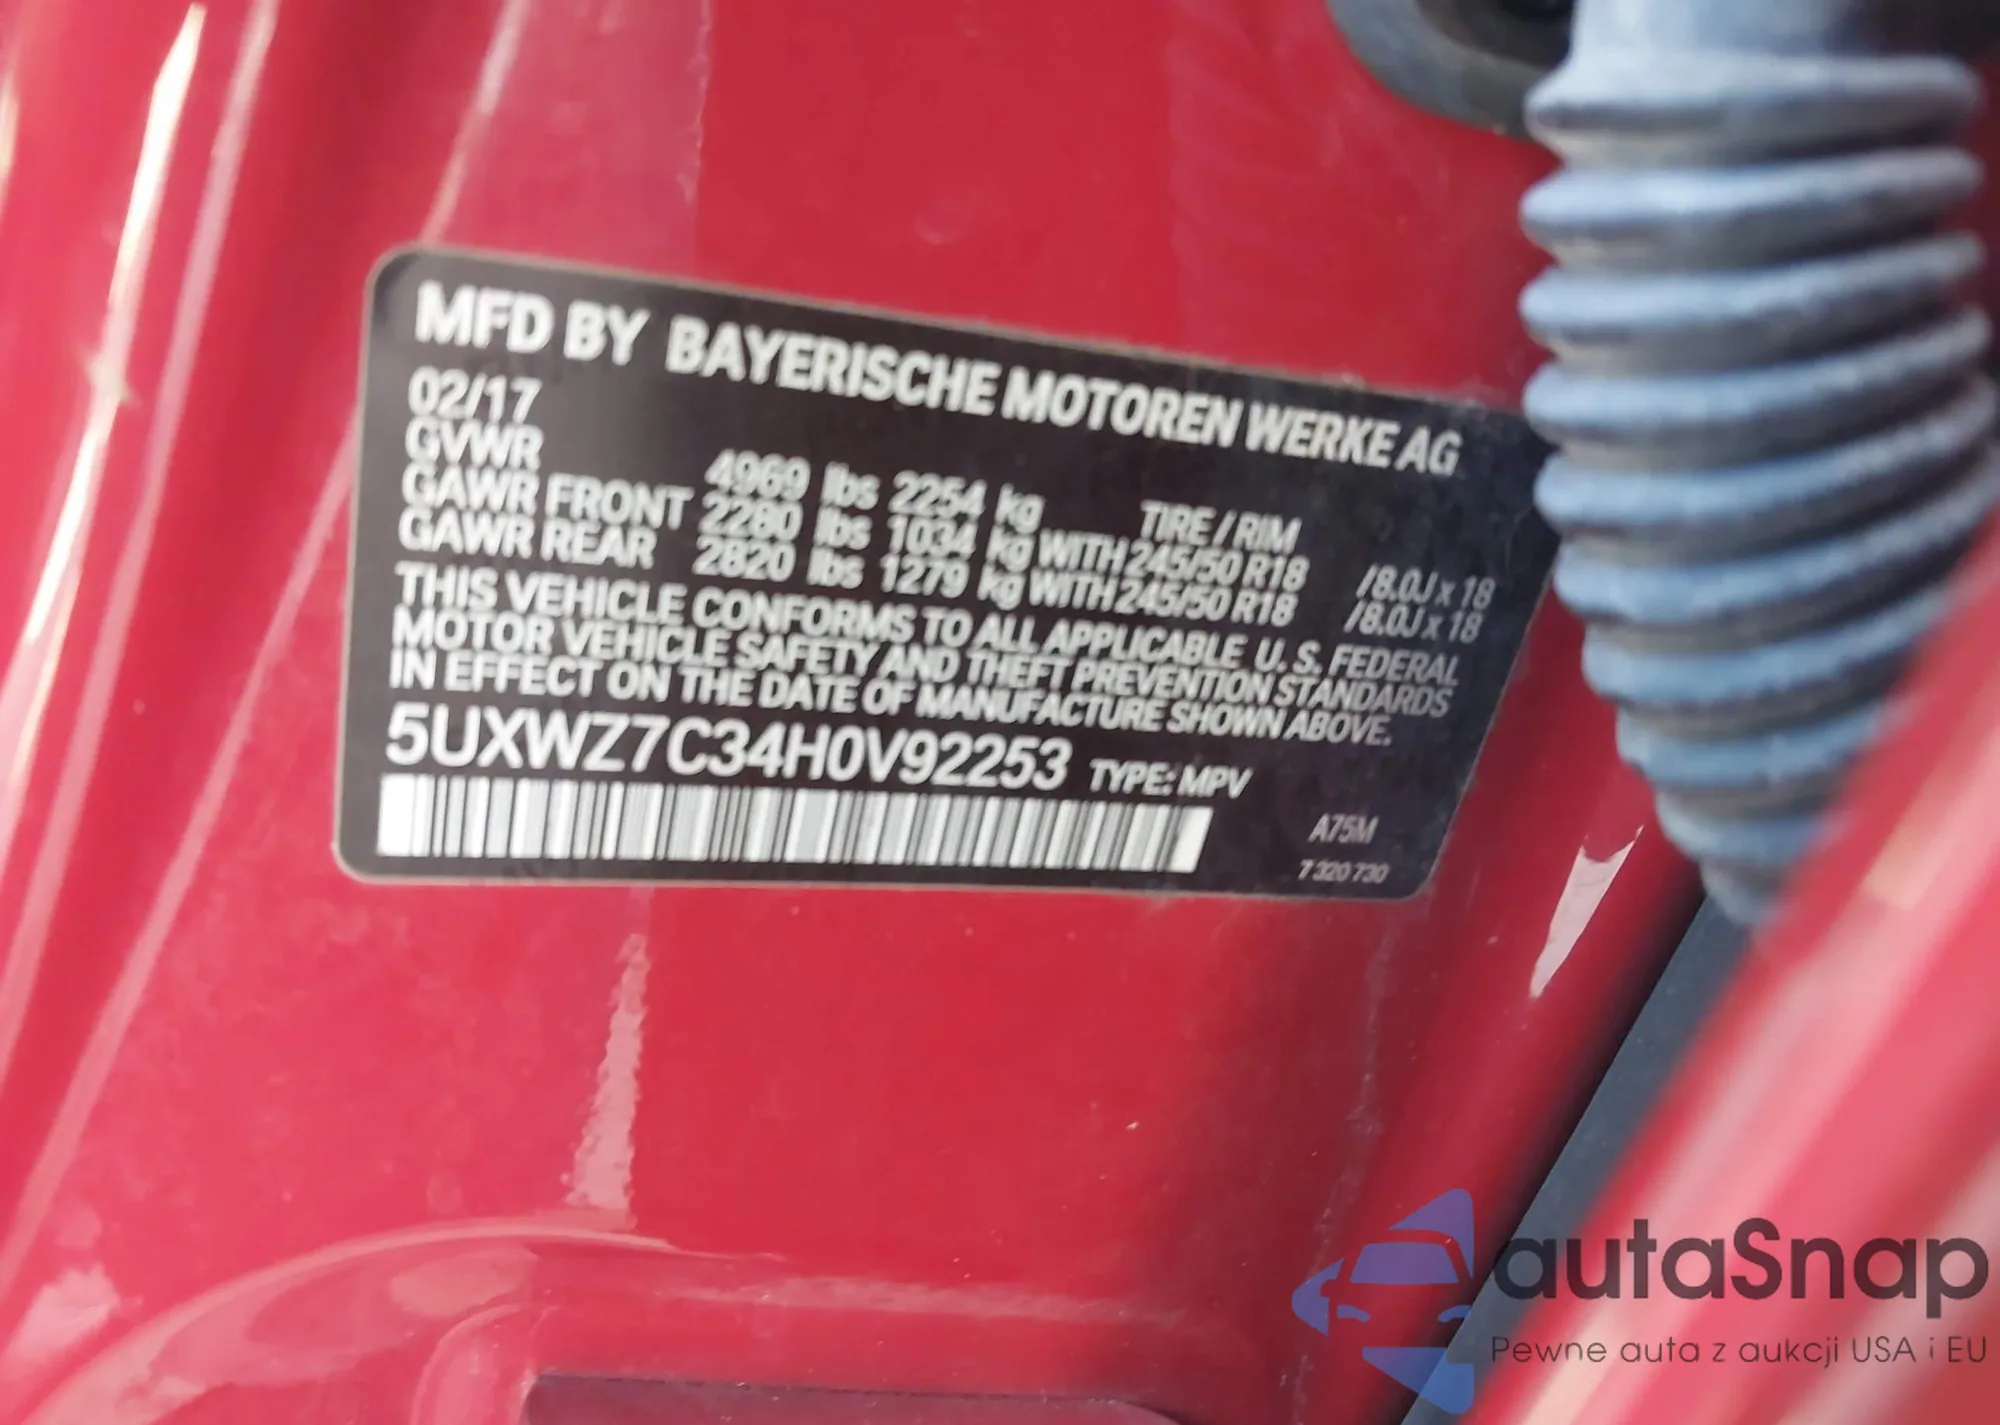 MFD BY BAYERISCHE MOTOREN WERKE AG
02/17
GVWR 4969 lbs 2254 kg TIRE / RIM
GAWR FRONT 2280 lbs 1034 kg WITH 245/50 R18 /8.0J x 18
GAWR REAR 2820 lbs 1279 kg WITH 245/50 R18 /8.0J x 18
THIS VEHICLE CONFORMS TO ALL APPLICABLE U. S. FEDERAL
MOTOR VEHICLE SAFETY AND THEFT PREVENTION STANDARDS
IN EFFECT ON THE DATE OF MANUFACTURE SHOWN ABOVE.
5UXWZ7C34H0V92253 TYPE: MPV
A75M
7 320 730
autaSnap
Pewne auta z aukcji USA i EU